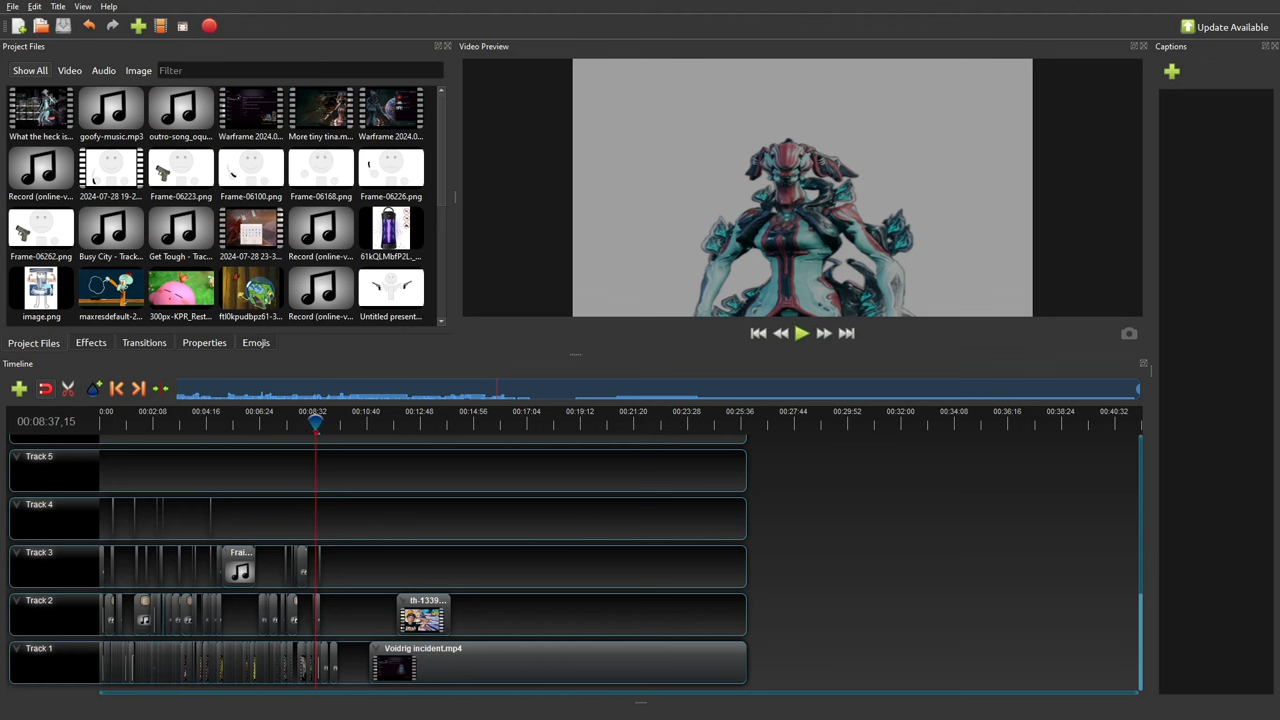 File Edit Title View Help
Update Available
Project Files
Video Preview
Captions
Show All Video Audio Image Filter
What the heck is... goofy-music.mp3 outro-song_oqu... Warframe 2024.0... More tiny tina.m... Warframe 2024.0...
Record (online-v... 2024-07-28 19-2... Frame-06223.png Frame-06100.png Frame-06168.png Frame-06226.png
Frame-06262.png Busy City - Track... Get Tough - Trac... 2024-07-28 23-3... Record (online-v... 61kQLMbfP2L._...
image.png maxresdefault-2... 300px-KPR_Rest... ftl0kpudbpz61-3... Record (online-v... Untitled present...
Project Files Effects Transitions Properties Emojis
Timeline
00:08:37,15
0:00 00:02:08 00:04:16 00:06:24 00:08:32 00:10:40 00:12:48 00:14:56 00:17:04 00:19:12 00:21:20 00:23:28 00:25:36 00:27:44 00:29:52 00:32:00 00:34:08 00:36:16 00:38:24 00:40:32
Track 5
Track 4
Track 3
Frai...
Track 2
th-1339...
Track 1
Voidrig incident.mp4